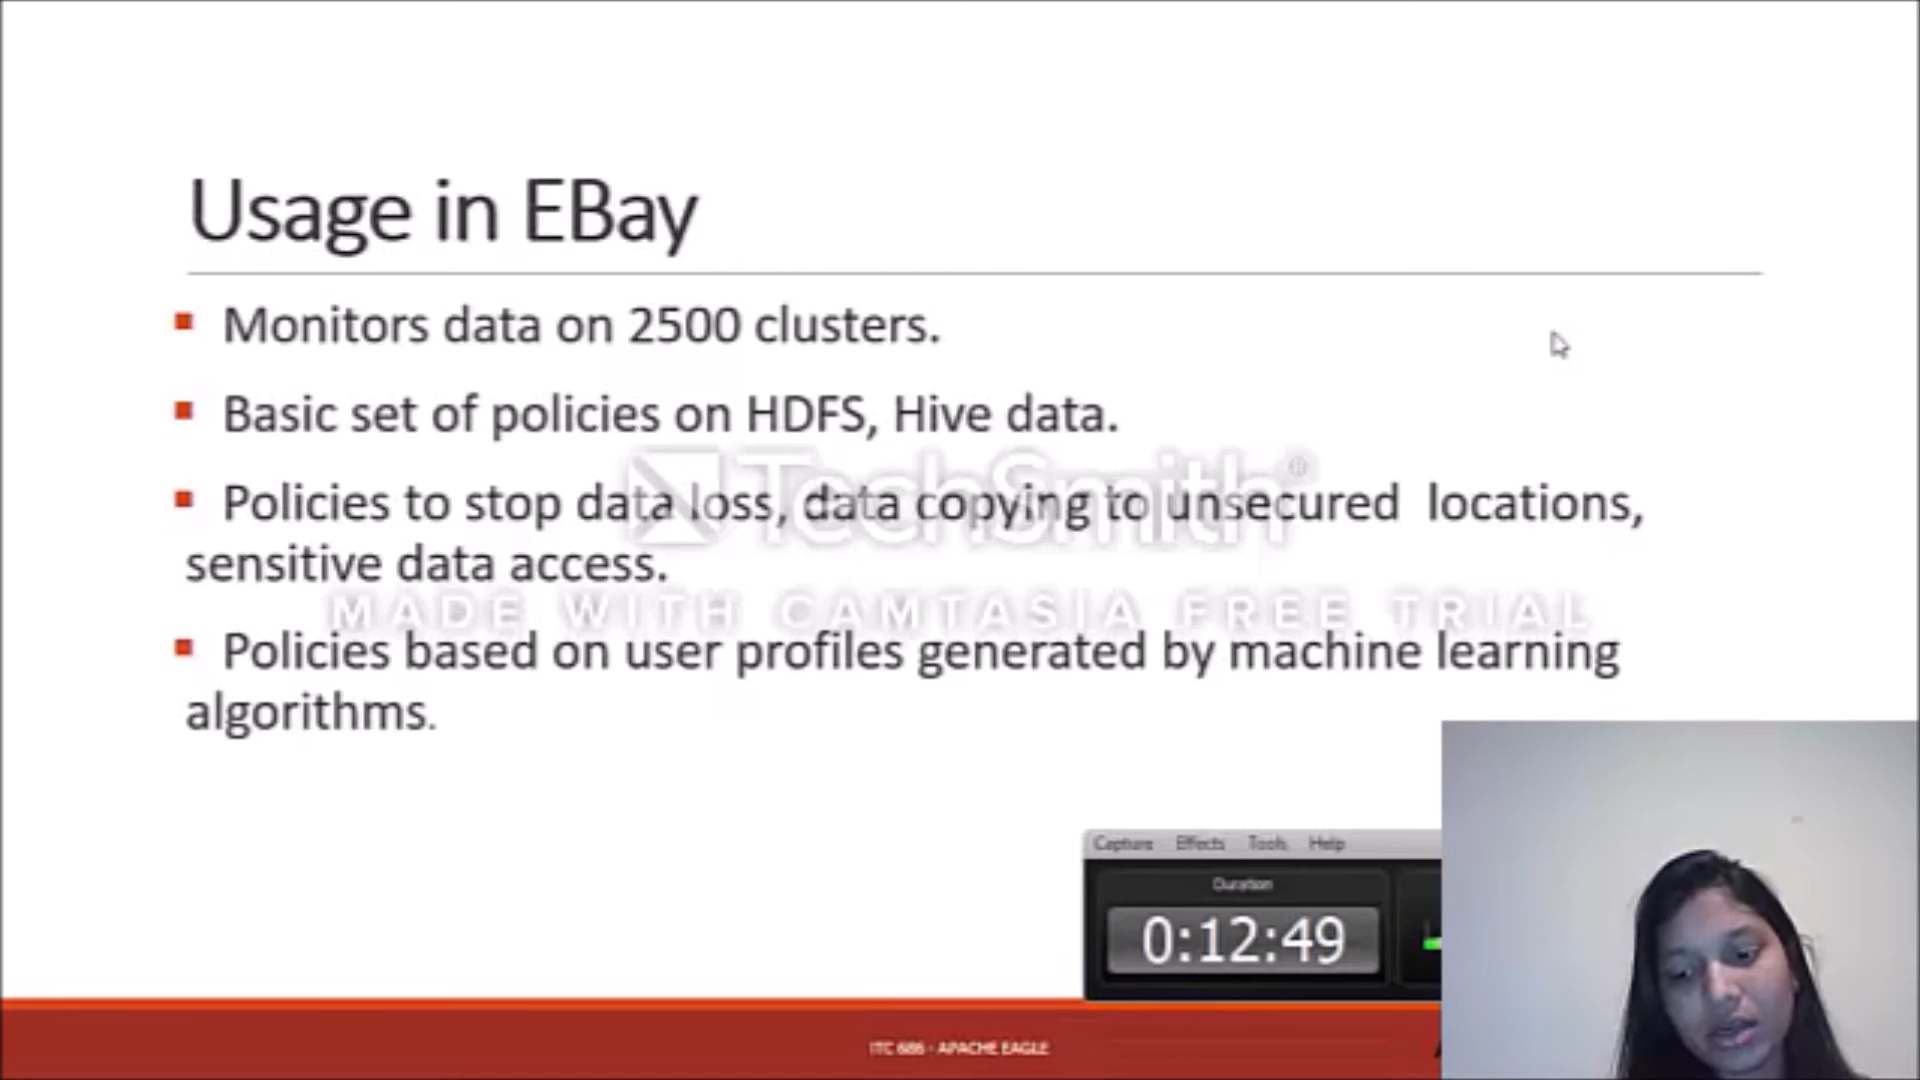 Usage in EBay
Monitors data on 2500 clusters.
Basic set of policies on HDFS, Hive data.
Policies to stop data loss, data copying to unsecured locations,
sensitive data access.
TechSmith®
MADE WITH CAMTASIA FREE TRIAL
Policies based on user profiles generated by machine learning
algorithms.
Capture Effects Tools Help
Duration
0:12:49
ITC 686 - APACHE EAGLE